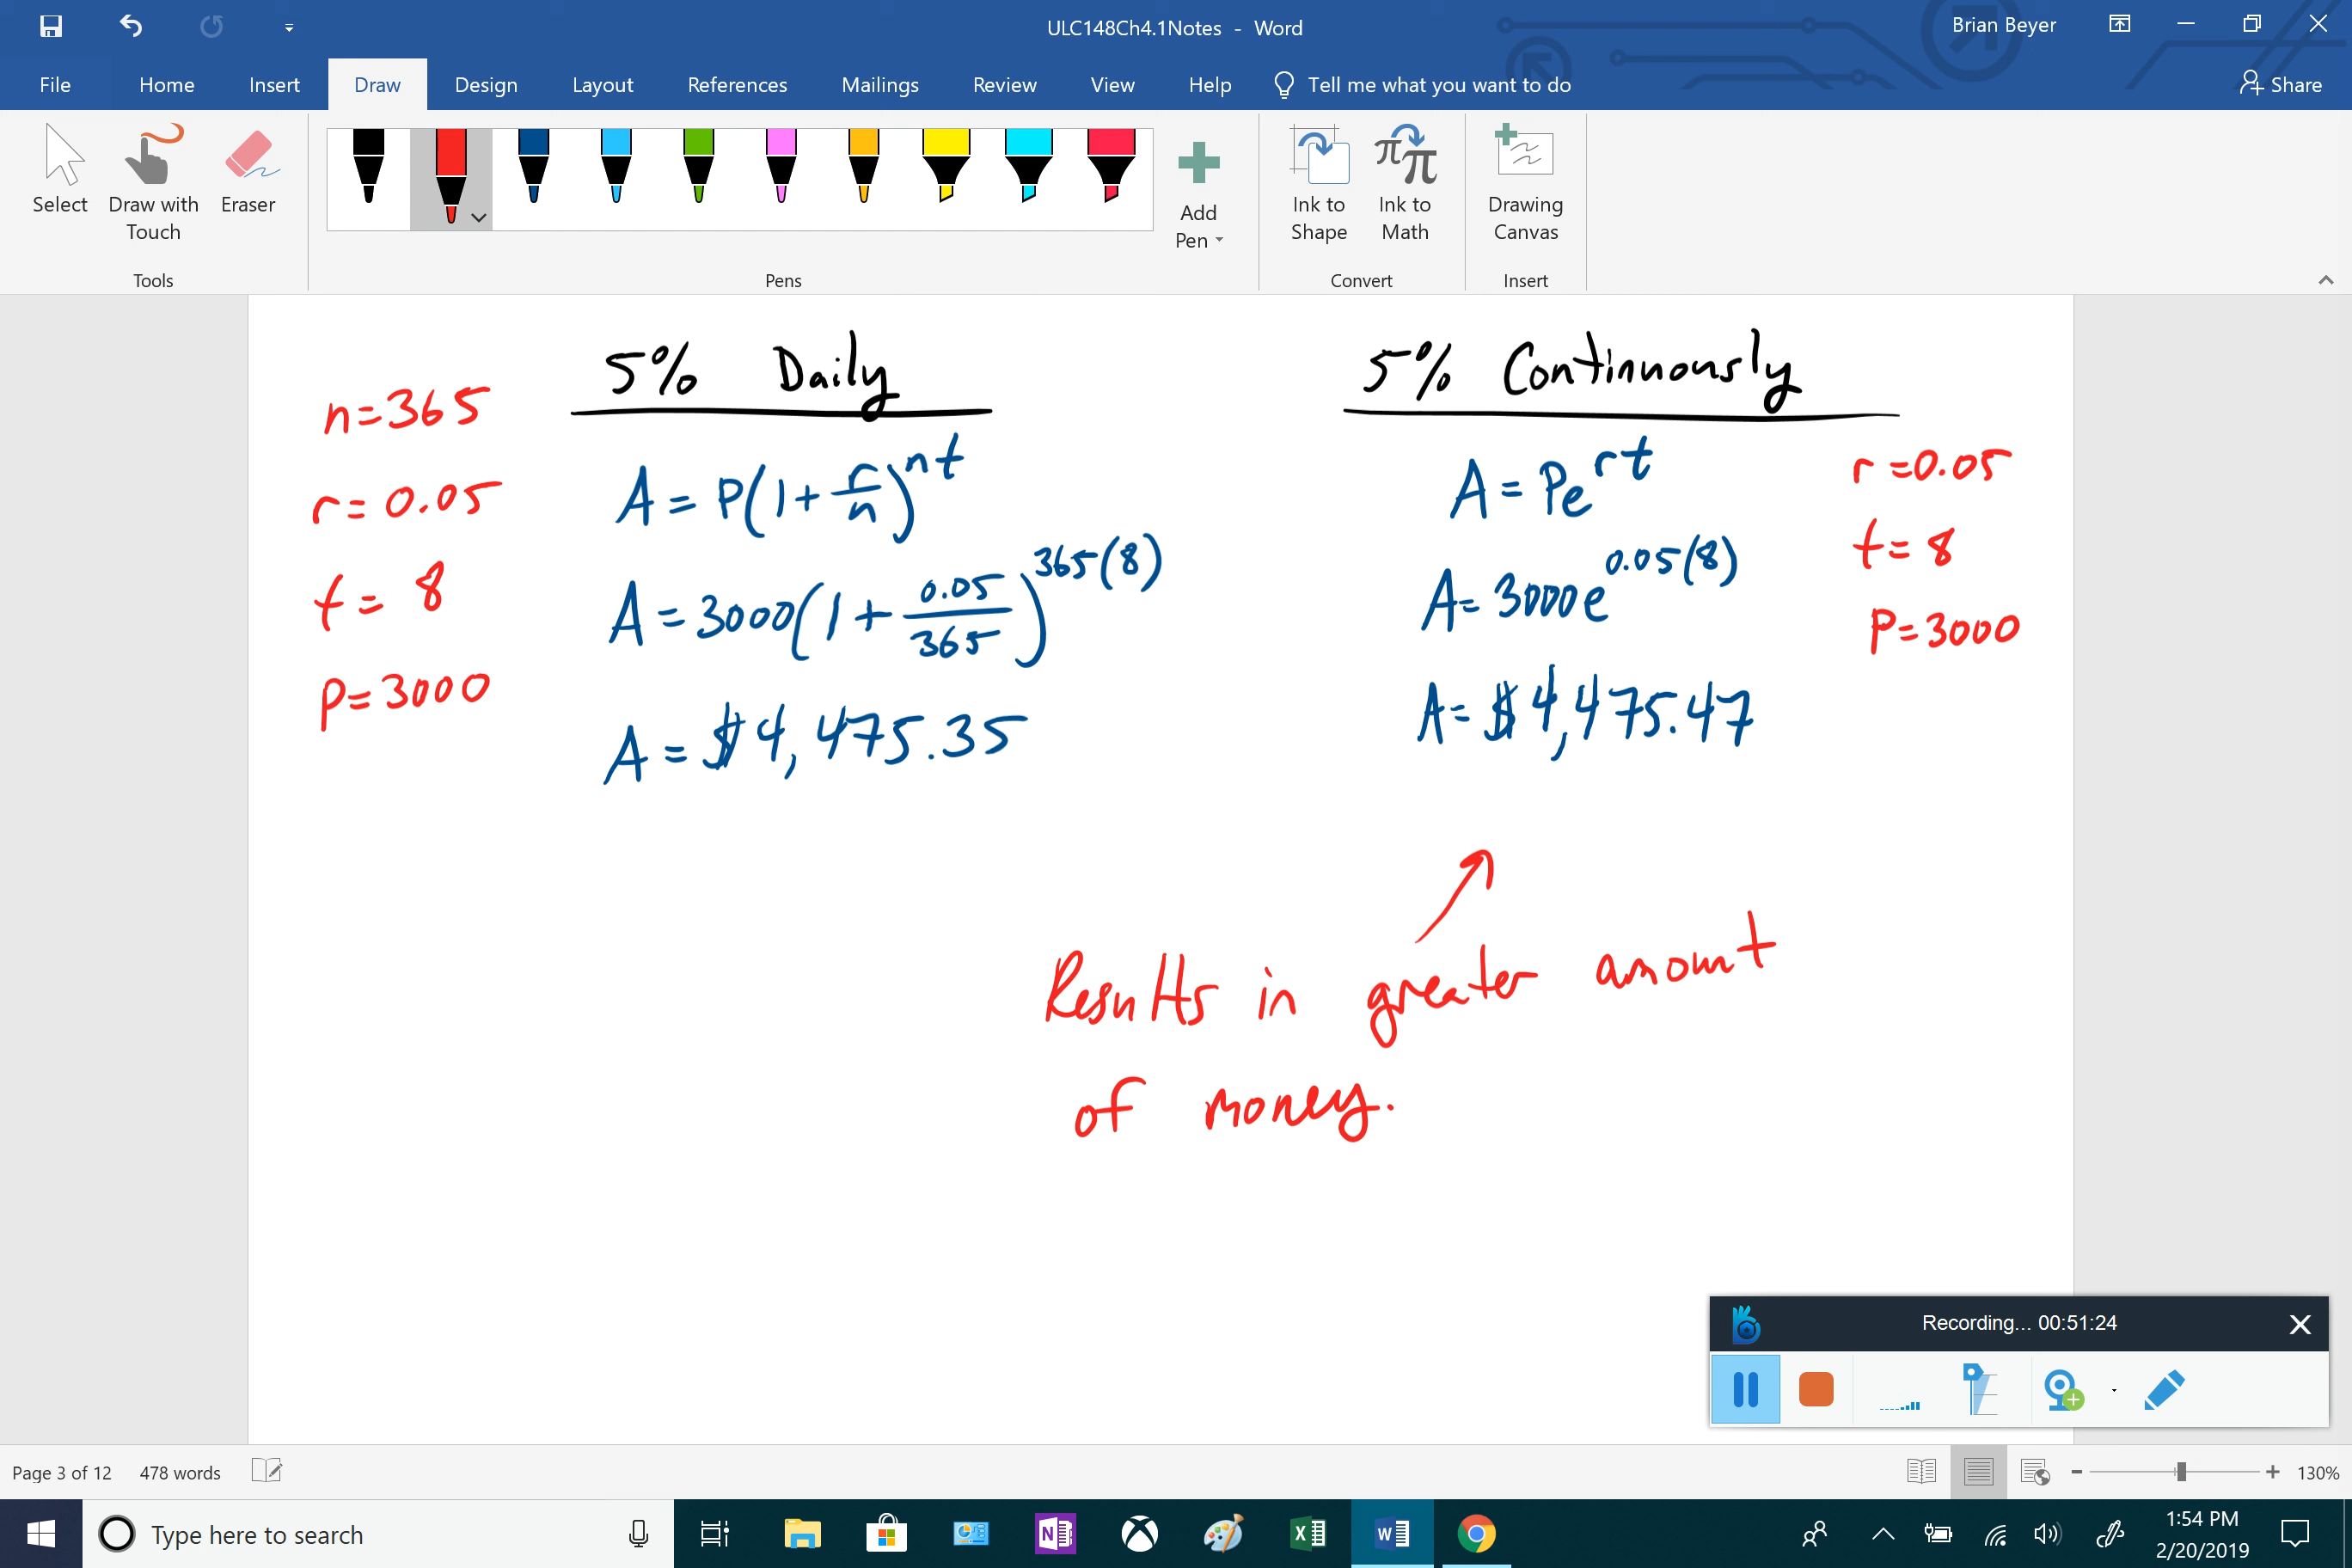 ULC148Ch4.1Notes - Word
Brian Beyer
File Home Insert Draw Design Layout References Mailings Review View Help Tell me what you want to do Share
Select Draw with Touch Eraser
Tools
Pens
Add Pen
Ink to Shape Ink to Math
Convert
Drawing Canvas
Insert
5% Daily
n=365
r=0.05
t=8
P=3000
A=P(1+r/n)^nt
A=3000(1+0.05/365)^365(8)
A=$4,475.35
5% Continuously
A=Pe^rt
A=3000e^0.05(8)
A=$4,475.47
r=0.05
t=8
P=3000
Results in greater amount
of money.
Recording... 00:51:24
Page 3 of 12 478 words
130%
Type here to search
1:54 PM
2/20/2019